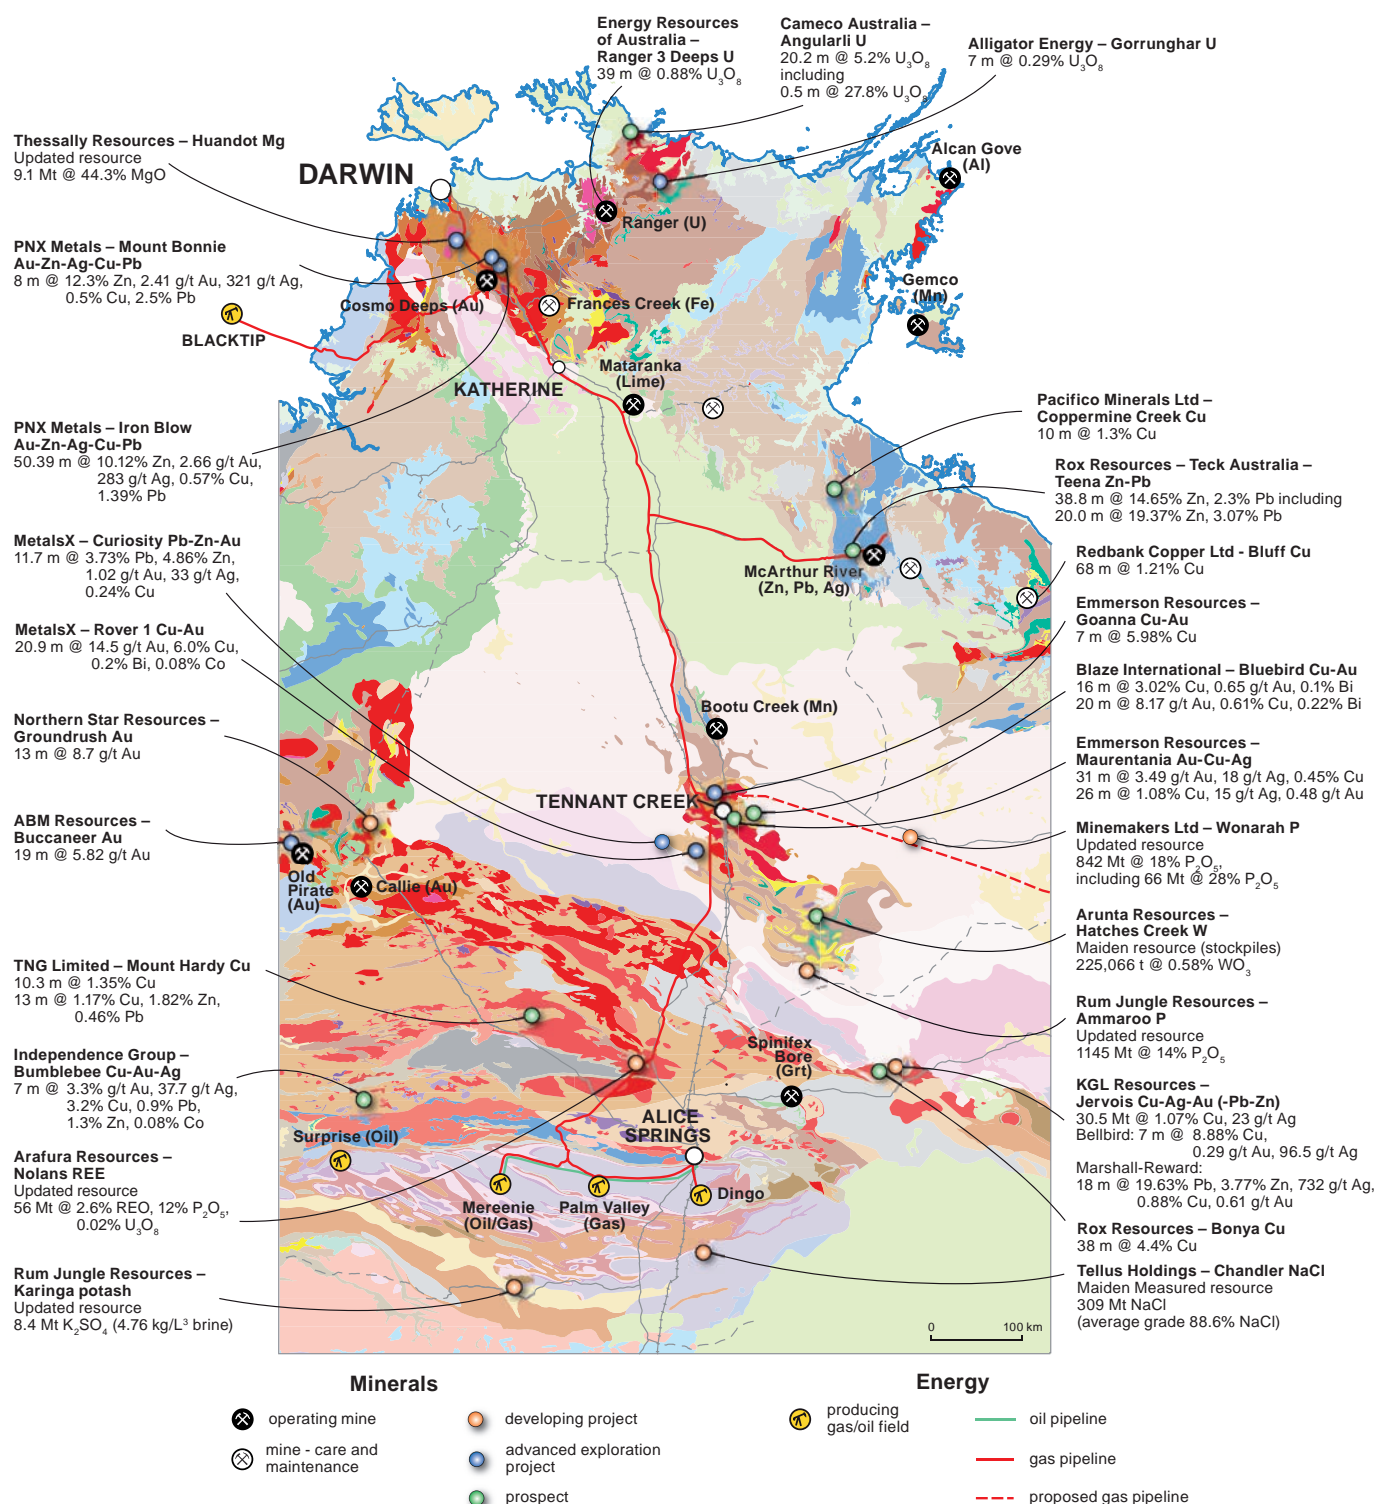 Energy Resources
of Australia –
Ranger 3 Deeps U
39 m @ 0.88% U₃O₈
Cameco Australia –
Angularli U
20.2 m @ 5.2% U₃O₈
including
0.5 m @ 27.8% U₃O₈
Alligator Energy – Gorrunghar U
7 m @ 0.29% U₃O₈
Thessally Resources – Huandot Mg
Updated resource
9.1 Mt @ 44.3% MgO
DARWIN
Alcan Gove
(Al)
Ranger (U)
PNX Metals – Mount Bonnie
Au-Zn-Ag-Cu-Pb
8 m @ 12.3% Zn, 2.41 g/t Au, 321 g/t Ag,
0.5% Cu, 2.5% Pb
Cosmo Deeps (Au)
Frances Creek (Fe)
Gemco
(Mn)
BLACKTIP
KATHERINE
Mataranka
(Lime)
PNX Metals – Iron Blow
Au-Zn-Ag-Cu-Pb
50.39 m @ 10.12% Zn, 2.66 g/t Au,
283 g/t Ag, 0.57% Cu,
1.39% Pb
Pacifico Minerals Ltd –
Coppermine Creek Cu
10 m @ 1.3% Cu
Rox Resources – Teck Australia –
Teena Zn-Pb
38.8 m @ 14.65% Zn, 2.3% Pb including
20.0 m @ 19.37% Zn, 3.07% Pb
MetalsX – Curiosity Pb-Zn-Au
11.7 m @ 3.73% Pb, 4.86% Zn,
1.02 g/t Au, 33 g/t Ag,
0.24% Cu
McArthur River
(Zn, Pb, Ag)
Redbank Copper Ltd - Bluff Cu
68 m @ 1.21% Cu
Emmerson Resources –
Goanna Cu-Au
7 m @ 5.98% Cu
MetalsX – Rover 1 Cu-Au
20.9 m @ 14.5 g/t Au, 6.0% Cu,
0.2% Bi, 0.08% Co
Blaze International – Bluebird Cu-Au
16 m @ 3.02% Cu, 0.65 g/t Au, 0.1% Bi
20 m @ 8.17 g/t Au, 0.61% Cu, 0.22% Bi
Northern Star Resources –
Groundrush Au
13 m @ 8.7 g/t Au
Bootu Creek (Mn)
Emmerson Resources –
Maurentania Au-Cu-Ag
31 m @ 3.49 g/t Au, 18 g/t Ag, 0.45% Cu
26 m @ 1.08% Cu, 15 g/t Ag, 0.48 g/t Au
TENNANT CREEK
ABM Resources –
Buccaneer Au
19 m @ 5.82 g/t Au
Minemakers Ltd – Wonarah P
Updated resource
842 Mt @ 18% P₂O₅,
including 66 Mt @ 28% P₂O₅
Old
Pirate
(Au)
Callie (Au)
Arunta Resources –
Hatches Creek W
Maiden resource (stockpiles)
225,066 t @ 0.58% WO₃
TNG Limited – Mount Hardy Cu
10.3 m @ 1.35% Cu
13 m @ 1.17% Cu, 1.82% Zn,
0.46% Pb
Rum Jungle Resources –
Ammaroo P
Updated resource
1145 Mt @ 14% P₂O₅
Independence Group –
Bumblebee Cu-Au-Ag
7 m @ 3.3% g/t Au, 37.7 g/t Ag,
3.2% Cu, 0.9% Pb,
1.3% Zn, 0.08% Co
Spinifex
Bore
(Grt)
KGL Resources –
Jervois Cu-Ag-Au (-Pb-Zn)
30.5 Mt @ 1.07% Cu, 23 g/t Ag
Bellbird: 7 m @ 8.88% Cu,
0.29 g/t Au, 96.5 g/t Ag
Marshall-Reward:
18 m @ 19.63% Pb, 3.77% Zn, 732 g/t Ag,
0.88% Cu, 0.61 g/t Au
ALICE
SPRINGS
Surprise (Oil)
Arafura Resources –
Nolans REE
Updated resource
56 Mt @ 2.6% REO, 12% P₂O₅,
0.02% U₃O₈
Mereenie
(Oil/Gas)
Palm Valley
(Gas)
Dingo
Rox Resources – Bonya Cu
38 m @ 4.4% Cu
Rum Jungle Resources –
Karinga potash
Updated resource
8.4 Mt K₂SO₄ (4.76 kg/L³ brine)
Tellus Holdings – Chandler NaCl
Maiden Measured resource
309 Mt NaCl
(average grade 88.6% NaCl)
0 100 km
Minerals
Energy
operating mine
mine - care and
maintenance
developing project
advanced exploration
project
prospect
producing
gas/oil field
oil pipeline
gas pipeline
proposed gas pipeline